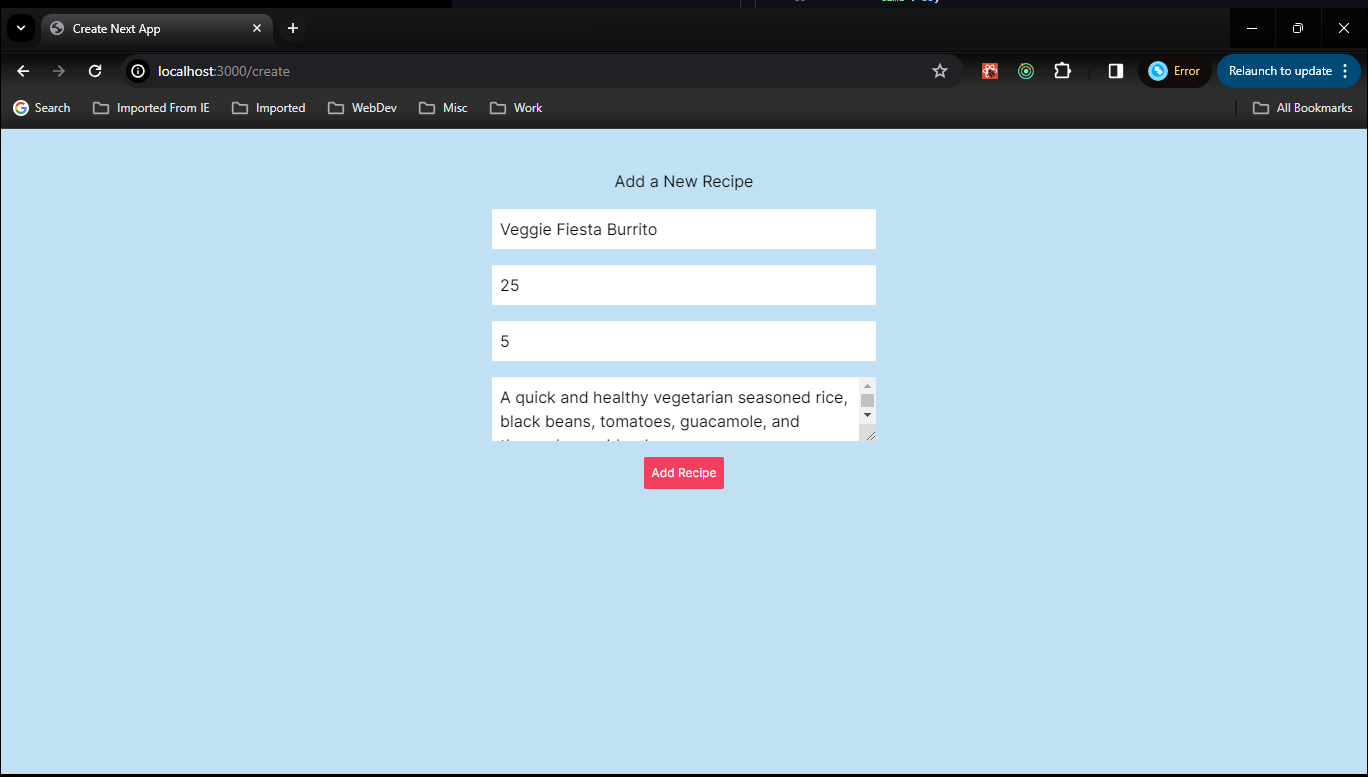 Create Next App
localhost:3000/create
Error
Relaunch to update
Search
Imported From IE
Imported
WebDev
Misc
Work
All Bookmarks
Add a New Recipe
Veggie Fiesta Burrito
25
5
A quick and healthy vegetarian seasoned rice,
black beans, tomatoes, guacamole, and
Add Recipe